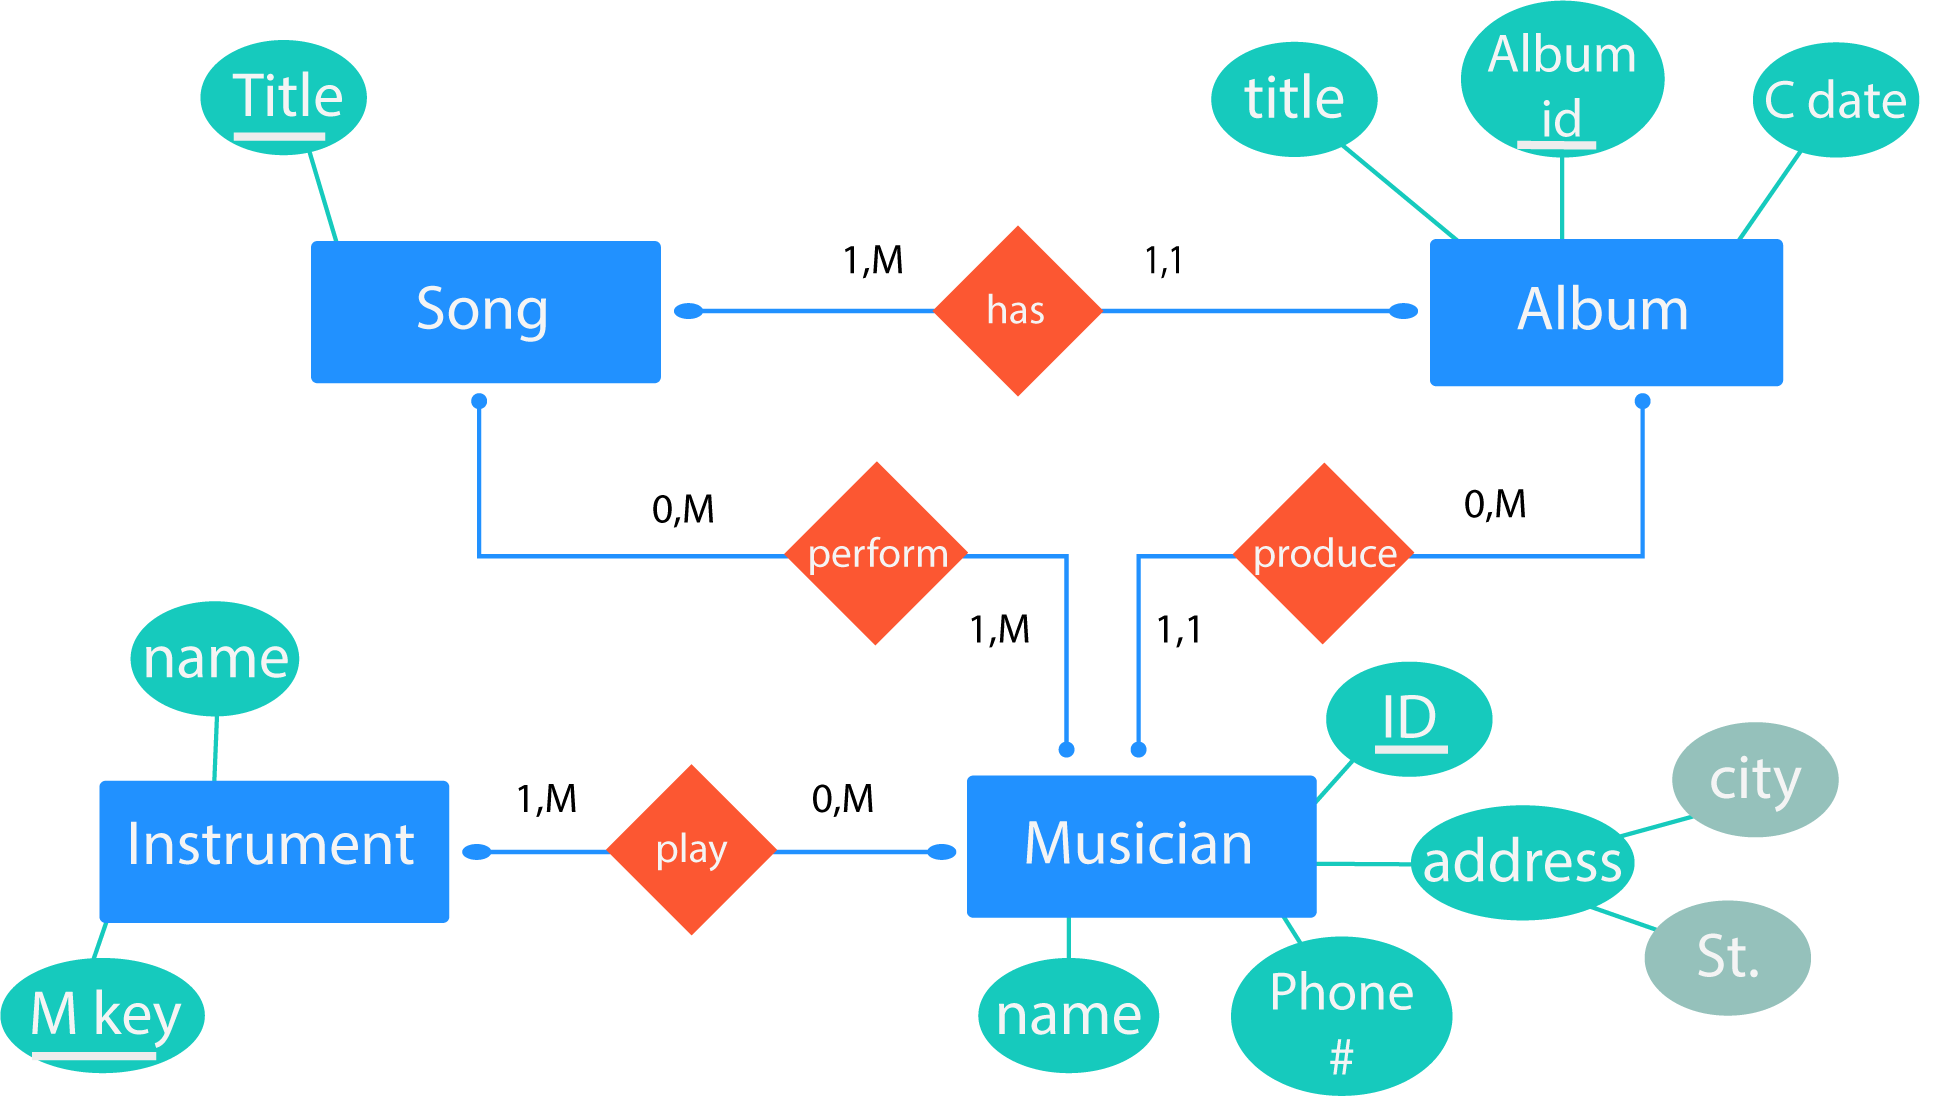 Title
title
Album
id
C date
Song
1,M
has
1,1
Album
0,M
perform
1,M
produce
0,M
1,1
name
Instrument
M key
1,M
play
0,M
Musician
ID
address
city
St.
name
Phone
#